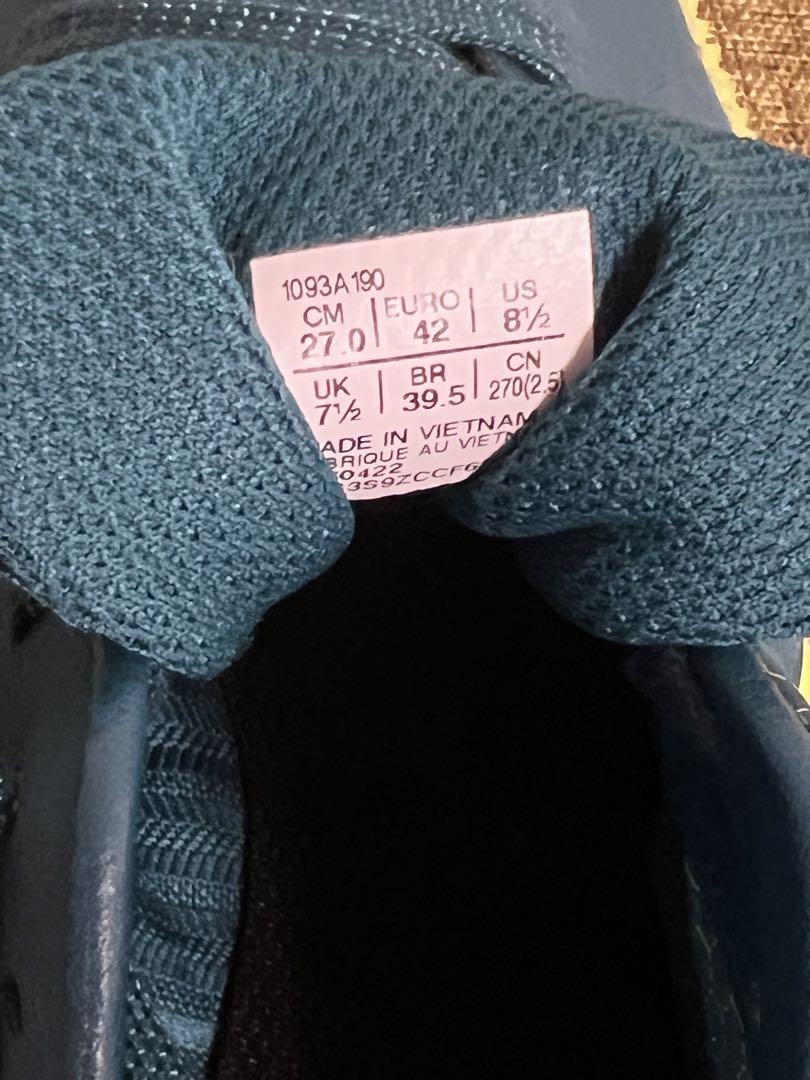 1093A190
CM | EURO | US
27.0 | 42 | 8½
UK | BR | CN
7½ | 39.5 | 270(2.5)
ADE IN VIETNAM
BRIQUE AU VIETN
0422
3S9ZCCF